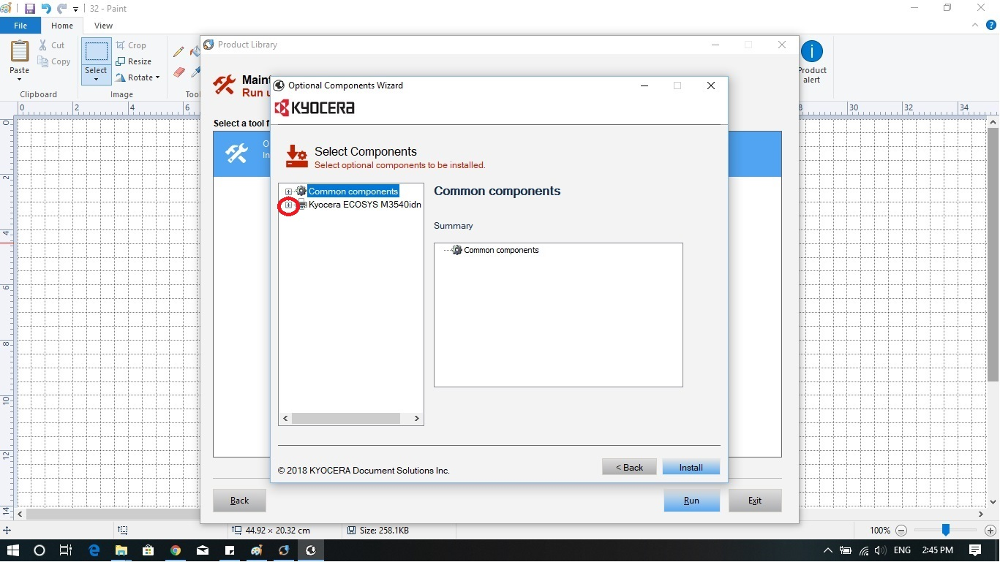 32 - Paint
File
Home
View
Paste
Cut
Copy
Clipboard
Select
Crop
Resize
Rotate
Image
Product alert
0 2 4 6
30 32 34
0
2
4
6
8
10
12
14
Product Library
Run
Select a tool f
Optional Components Wizard
KYOCERA
Select Components
Select optional components to be installed.
Common components
Kyocera ECOSYS M3540idn
Common components
Summary
Common components
© 2018 KYOCERA Document Solutions Inc.
< Back
Install
Back
Run
Exit
44.92 × 20.32 cm
Size: 258.1KB
100%
ENG
2:45 PM